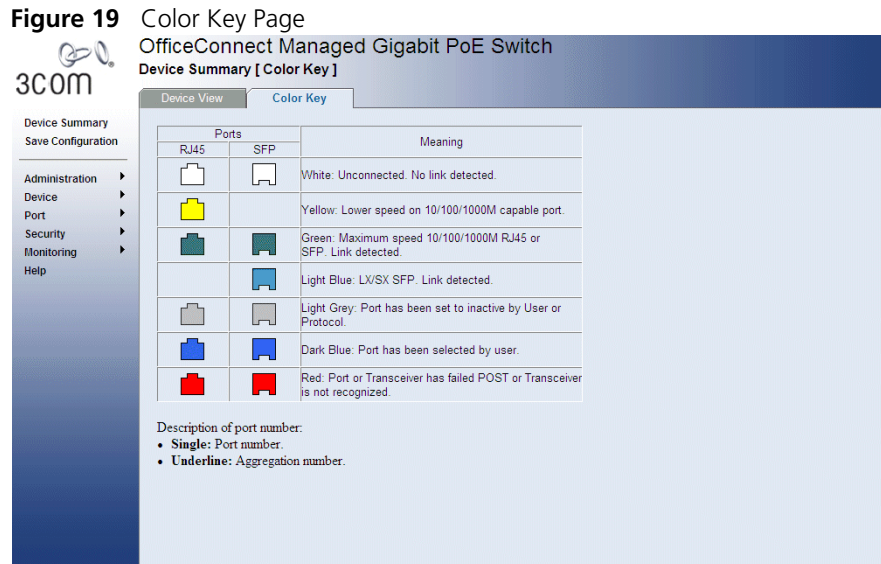 Figure 19 Color Key Page
3COM
OfficeConnect Managed Gigabit PoE Switch
Device Summary [ Color Key ]
Device View
Color Key
Device Summary
Save Configuration
Administration
Device
Port
Security
Monitoring
Help
Ports
Meaning
RJ45
SFP
White: Unconnected. No link detected.
Yellow: Lower speed on 10/100/1000M capable port.
Green: Maximum speed 10/100/1000M RJ45 or
SFP. Link detected.
Light Blue: LX/SX SFP. Link detected.
Light Grey: Port has been set to inactive by User or
Protocol.
Dark Blue: Port has been selected by user.
Red: Port or Transceiver has failed POST or Transceiver
is not recognized.
Description of port number:
• Single: Port number.
• Underline: Aggregation number.